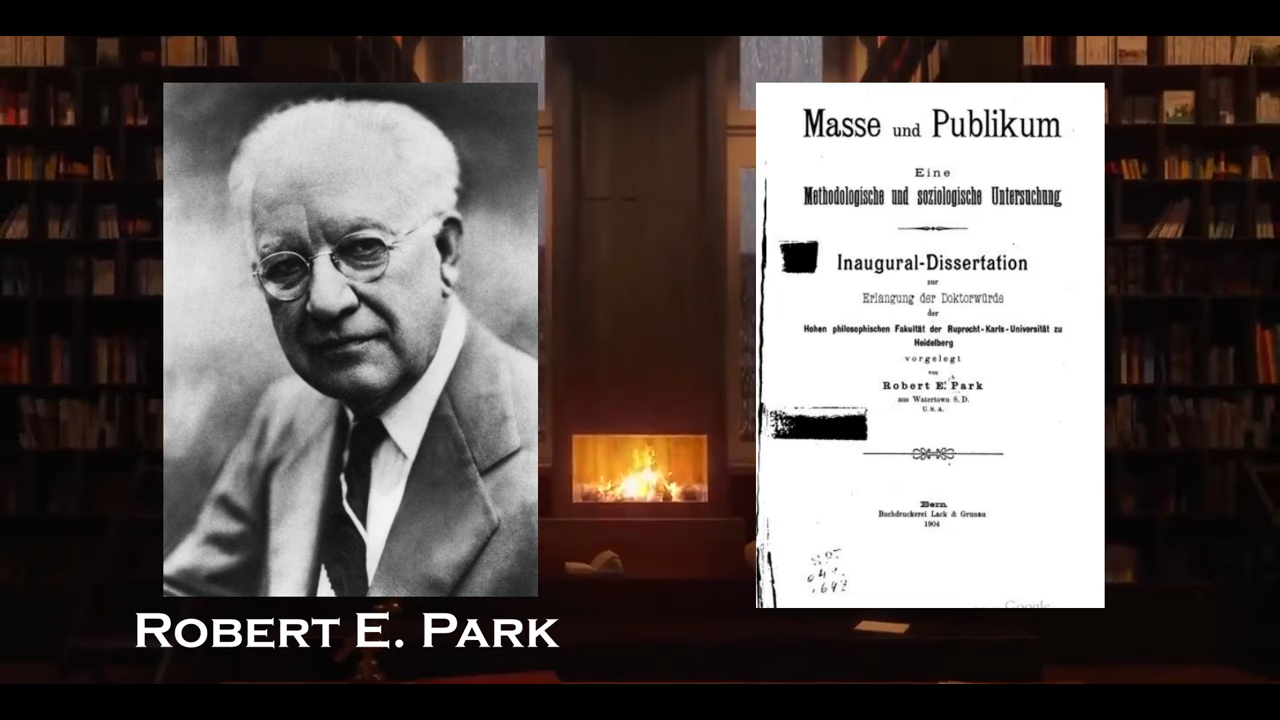 Masse und Publikum
Eine
Methodologische und soziologische Untersuchung
Inaugural-Dissertation
zur
Erlangung der Doktorwürde
der
Hohen philosophischen Fakultät der Ruprecht-Karls-Universität zu
Heidelberg
vorgelegt
von
Robert E. Park
aus Watertown S. D.
U. S. A.
Bern
Buchdruckerei Lack & Grunau
1904
Google
ROBERT E. PARK